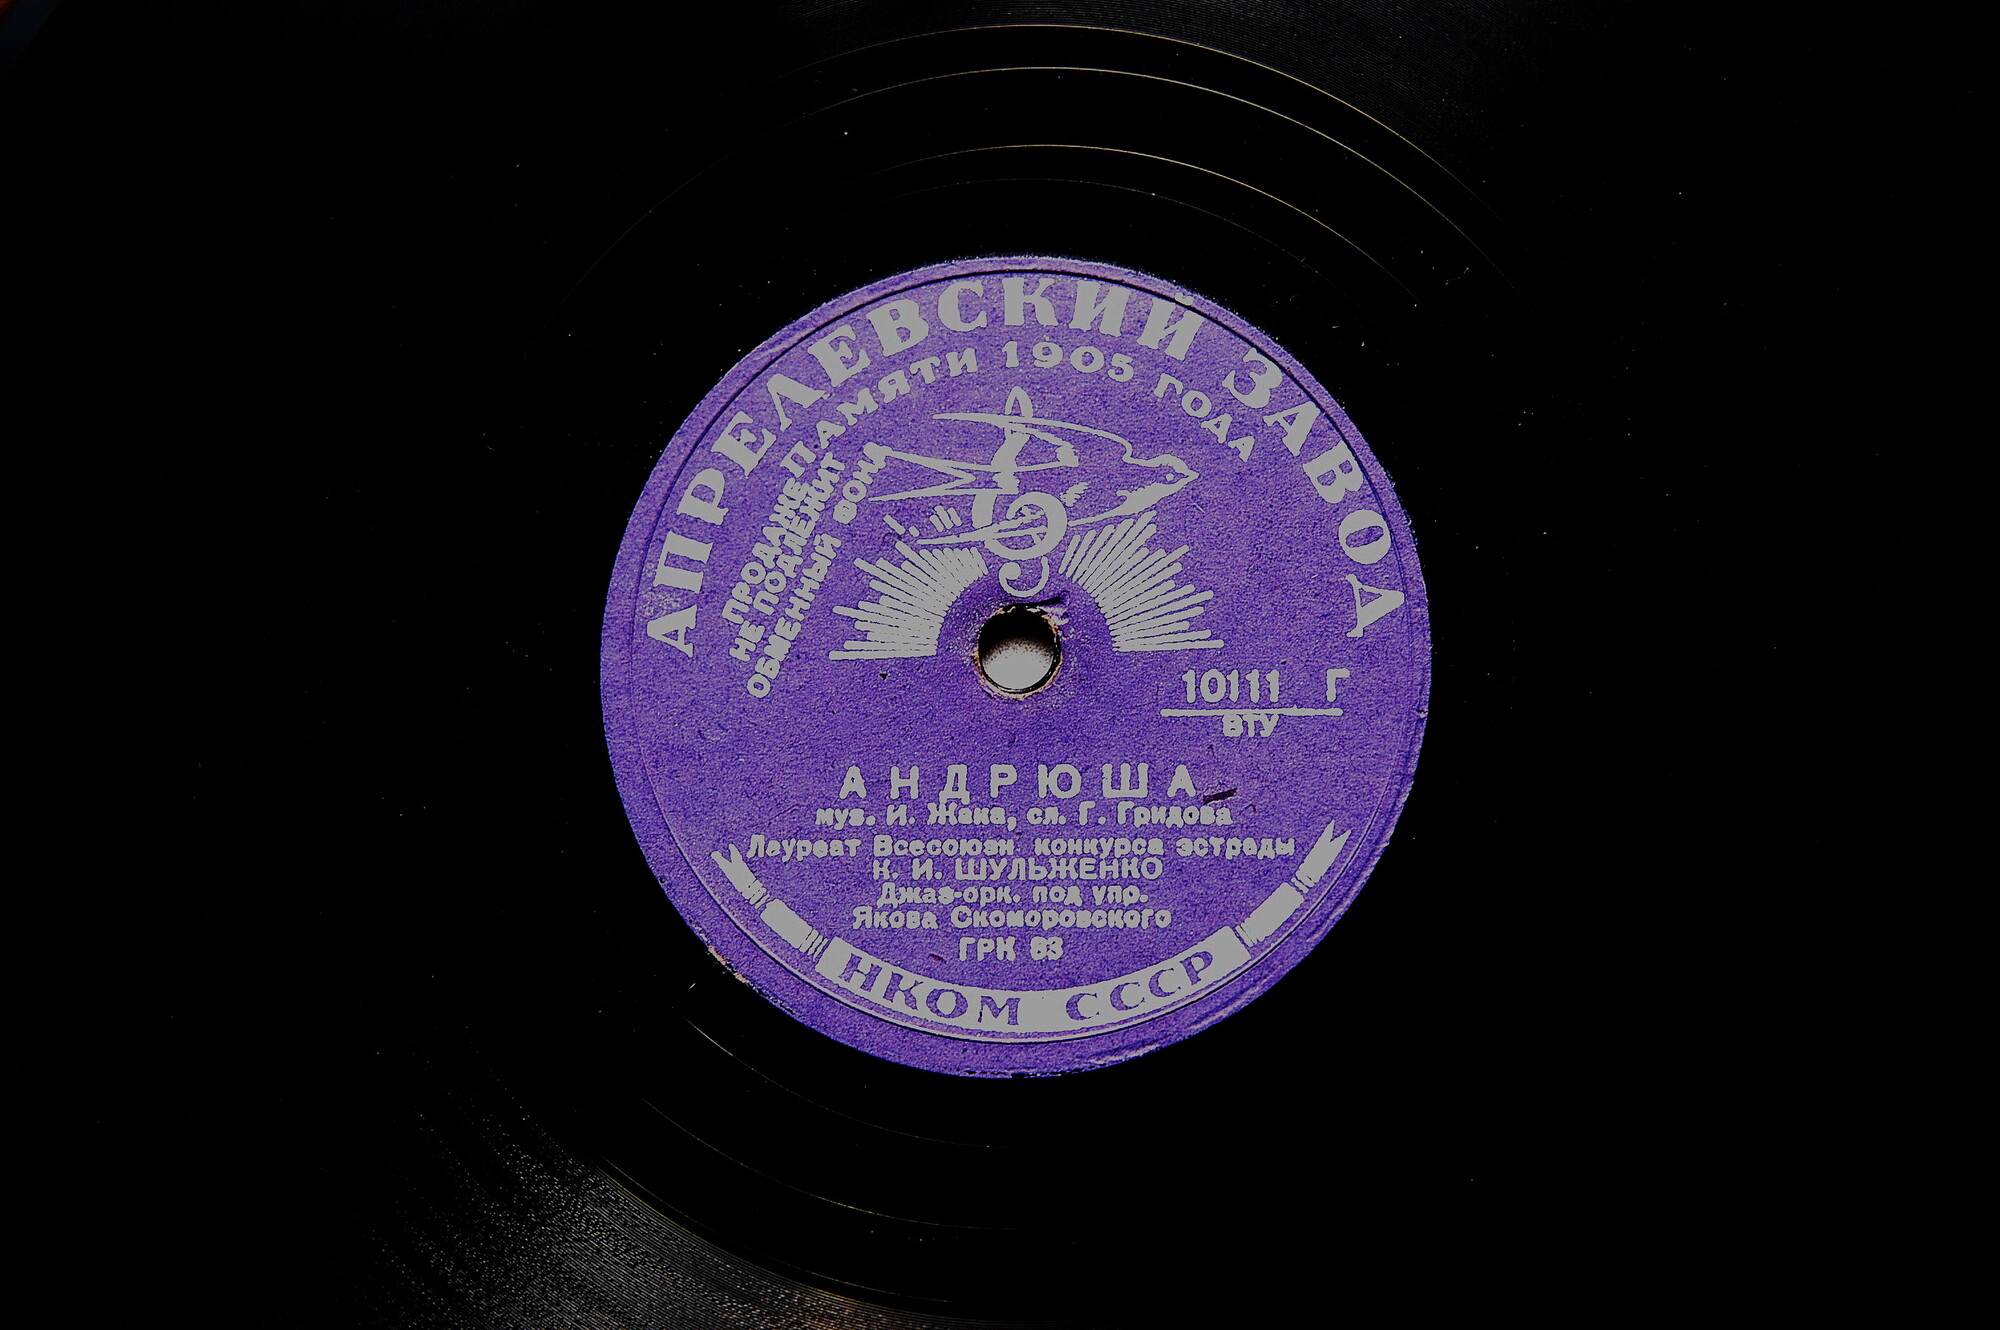 АПРЕЛЕВСКИЙ ЗАВОД
ПАМЯТИ 1905 ГОДА
ПРОДАЖЕ
НЕ ПОДЛЕЖИТ
ОБМЕННЫЙ ФОНД
10111 Г
ВТУ
АНДРЮША
муз. И. Жака, сл. Г. Гридова
Лауреат Всесоюзн. конкурса эстрады
К. И. ШУЛЬЖЕНКО
Джаз-орк. под упр.
Якова Скоморовского
ГРК 83
НКОМ СССР